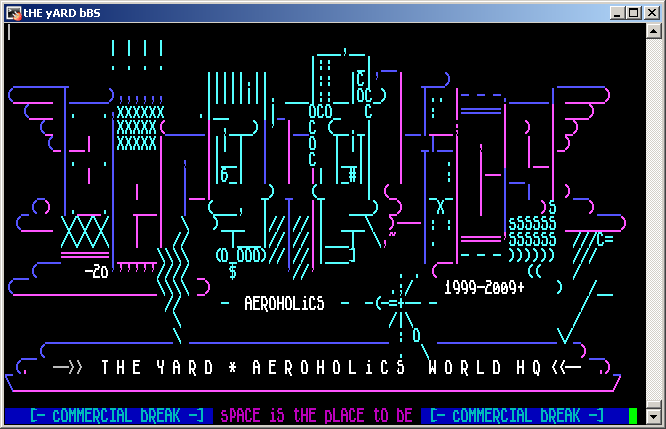 tHE yARD bBS
-2o
1999-2009+
- AEROHOLiCS -
—》 THE YARD * AEROHOLiCS WORLD HQ 《—
[- cOMMERCIAL bREAK -] sPACE iS tHE pLACE tO bE [- cOMMERCIAL bREAK -]